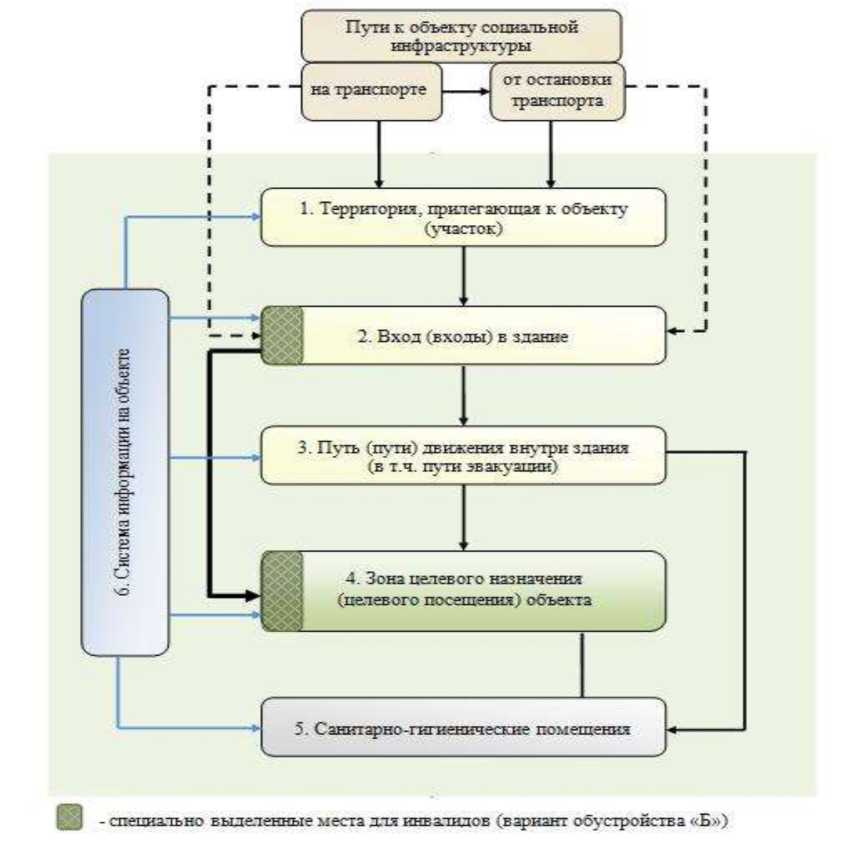 Пути к объекту социальной
инфраструктуры
на транспорте
от остановки
транспорта
1. Территория, прилегающая к объекту
(участок)
2. Вход (входы) в здание
3. Путь (пути) движения внутри здания
(в т.ч. пути эвакуации)
4. Зона целевого назначения
(целевого посещения) объекта
5. Санитарно-гигиенические помещения
6. Система информации на объекте
- специально выделенные места для инвалидов (вариант обустройства «Б»)